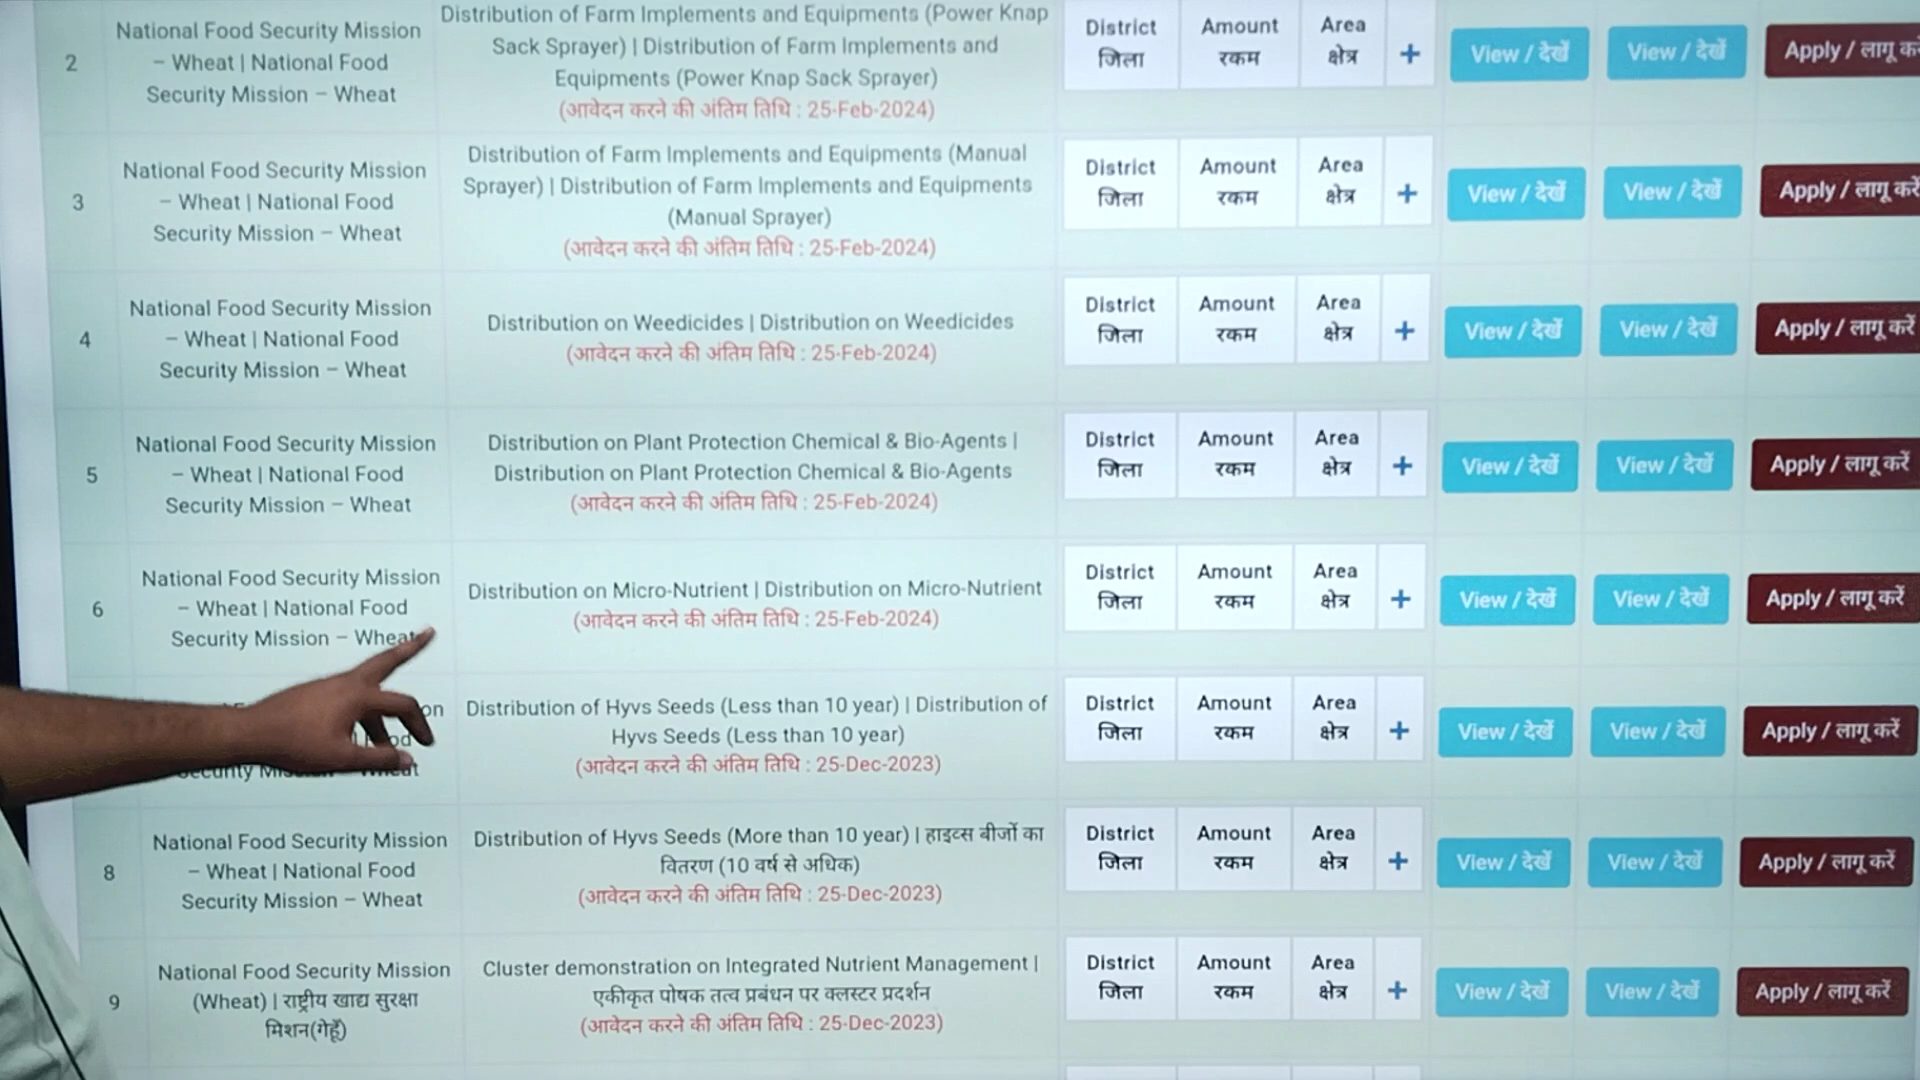 2
National Food Security Mission
– Wheat | National Food
Security Mission – Wheat
Distribution of Farm Implements and Equipments (Power Knap
Sack Sprayer) | Distribution of Farm Implements and
Equipments (Power Knap Sack Sprayer)
(आवेदन करने की अंतिम तिथि : 25-Feb-2024)
District
जिला
Amount
रकम
Area
क्षेत्र
+
View / देखें
View / देखें
Apply / लागू करें
3
National Food Security Mission
– Wheat | National Food
Security Mission – Wheat
Distribution of Farm Implements and Equipments (Manual
Sprayer) | Distribution of Farm Implements and Equipments
(Manual Sprayer)
(आवेदन करने की अंतिम तिथि : 25-Feb-2024)
District
जिला
Amount
रकम
Area
क्षेत्र
+
View / देखें
View / देखें
Apply / लागू करें
4
National Food Security Mission
– Wheat | National Food
Security Mission – Wheat
Distribution on Weedicides | Distribution on Weedicides
(आवेदन करने की अंतिम तिथि : 25-Feb-2024)
District
जिला
Amount
रकम
Area
क्षेत्र
+
View / देखें
View / देखें
Apply / लागू करें
5
National Food Security Mission
– Wheat | National Food
Security Mission – Wheat
Distribution on Plant Protection Chemical & Bio-Agents |
Distribution on Plant Protection Chemical & Bio-Agents
(आवेदन करने की अंतिम तिथि : 25-Feb-2024)
District
जिला
Amount
रकम
Area
क्षेत्र
+
View / देखें
View / देखें
Apply / लागू करें
6
National Food Security Mission
– Wheat | National Food
Security Mission – Wheat
Distribution on Micro-Nutrient | Distribution on Micro-Nutrient
(आवेदन करने की अंतिम तिथि : 25-Feb-2024)
District
जिला
Amount
रकम
Area
क्षेत्र
+
View / देखें
View / देखें
Apply / लागू करें
Distribution of Hyvs Seeds (Less than 10 year) | Distribution of
Hyvs Seeds (Less than 10 year)
(आवेदन करने की अंतिम तिथि : 25-Dec-2023)
District
जिला
Amount
रकम
Area
क्षेत्र
+
View / देखें
View / देखें
Apply / लागू करें
8
National Food Security Mission
– Wheat | National Food
Security Mission – Wheat
Distribution of Hyvs Seeds (More than 10 year) | हाइव्स बीजों का
वितरण (10 वर्ष से अधिक)
(आवेदन करने की अंतिम तिथि : 25-Dec-2023)
District
जिला
Amount
रकम
Area
क्षेत्र
+
View / देखें
View / देखें
Apply / लागू करें
9
National Food Security Mission
(Wheat) | राष्ट्रीय खाद्य सुरक्षा
मिशन(गेहूँ)
Cluster demonstration on Integrated Nutrient Management |
एकीकृत पोषक तत्व प्रबंधन पर क्लस्टर प्रदर्शन
(आवेदन करने की अंतिम तिथि : 25-Dec-2023)
District
जिला
Amount
रकम
Area
क्षेत्र
+
View / देखें
View / देखें
Apply / लागू करें